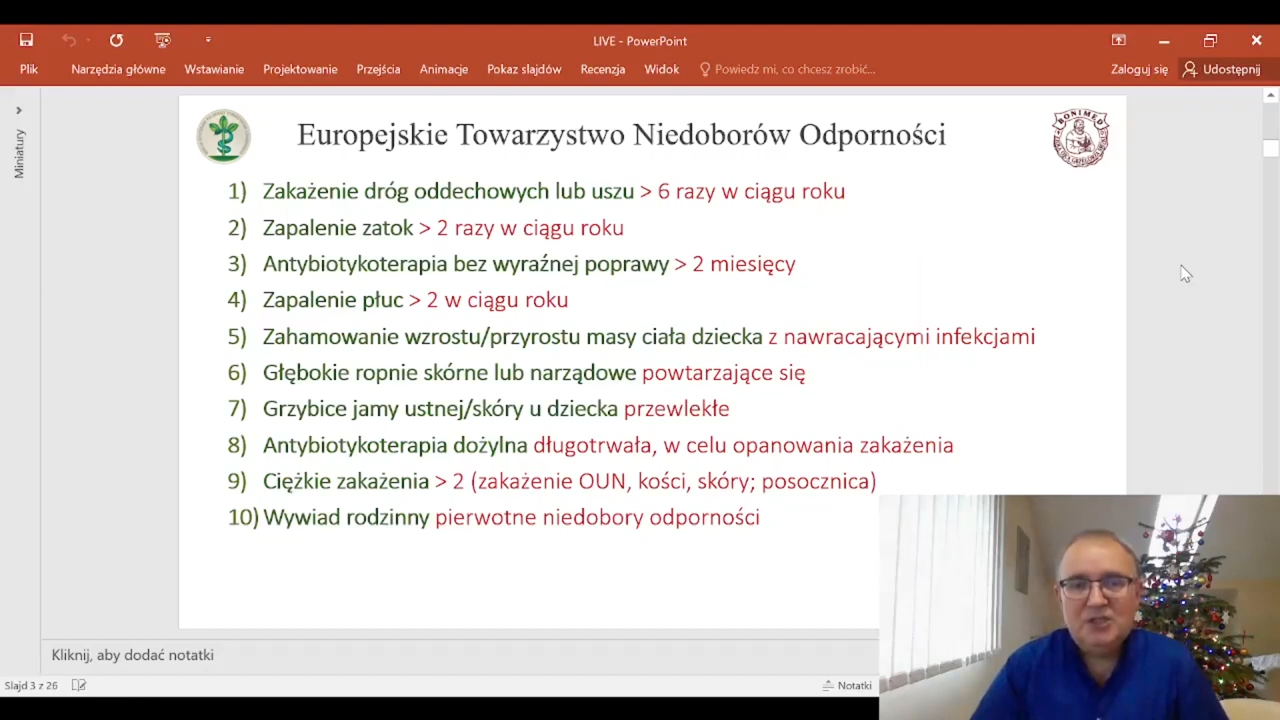 LIVE - PowerPoint
Plik Narzędzia główne Wstawianie Projektowanie Przejścia Animacje Pokaz slajdów Recenzja Widok Powiedz mi, co chcesz zrobić... Zaloguj się Udostępnij
Miniatury
Europejskie Towarzystwo Niedoborów Odporności
BONIMED
1) Zakażenie dróg oddechowych lub uszu > 6 razy w ciągu roku
2) Zapalenie zatok > 2 razy w ciągu roku
3) Antybiotykoterapia bez wyraźnej poprawy > 2 miesięcy
4) Zapalenie płuc > 2 w ciągu roku
5) Zahamowanie wzrostu/przyrostu masy ciała dziecka z nawracającymi infekcjami
6) Głębokie ropnie skórne lub narządowe powtarzające się
7) Grzybice jamy ustnej/skóry u dziecka przewlekłe
8) Antybiotykoterapia dożylna długotrwała, w celu opanowania zakażenia
9) Ciężkie zakażenia > 2 (zakażenie OUN, kości, skóry; posocznica)
10) Wywiad rodzinny pierwotne niedobory odporności
Kliknij, aby dodać notatki
Slajd 3 z 26 Notatki